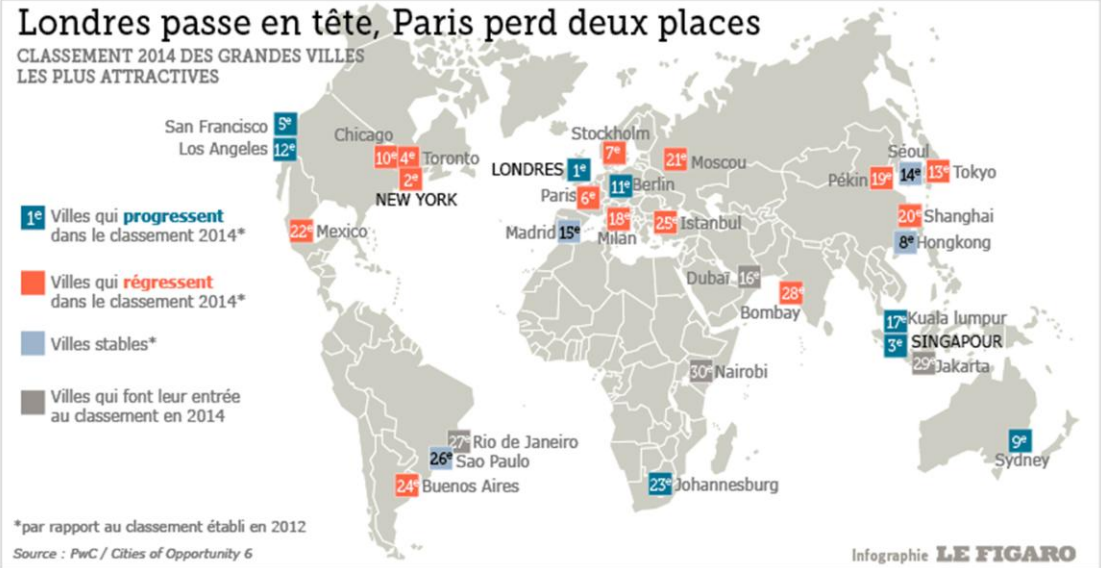 Londres passe en tête, Paris perd deux places
CLASSEMENT 2014 DES GRANDES VILLES
LES PLUS ATTRACTIVES
San Francisco 5e
Los Angeles 12e
Chicago
10e 4e Toronto
2e
NEW YORK
22e Mexico
Stockholm
7e
21e Moscou
LONDRES 1e
11e Berlin
Paris 6e
Madrid 15e
18e
Milan
25e Istanbul
Séoul
14e 13e Tokyo
Pékin 19e
20e Shanghai
8e Hongkong
Dubaï 16e
28e
Bombay
17e Kuala lumpur
3e SINGAPOUR
29e Jakarta
30e Nairobi
27e Rio de Janeiro
26e Sao Paulo
24e Buenos Aires
23e Johannesburg
9e
Sydney
1e Villes qui progressent
dans le classement 2014*
Villes qui régressent
dans le classement 2014*
Villes stables*
Villes qui font leur entrée
au classement en 2014
*par rapport au classement établi en 2012
Source : PwC / Cities of Opportunity 6
Infographie LE FIGARO